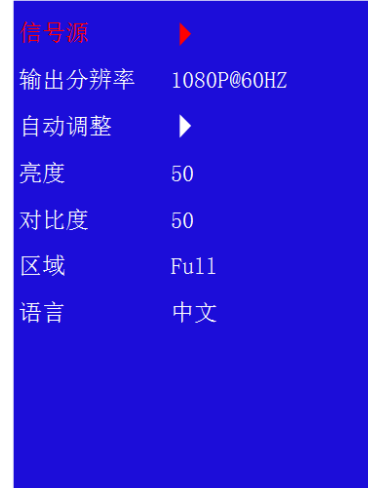 信号源
输出分辨率 1080P@60HZ
自动调整
亮度 50
对比度 50
区域 Full
语言 中文